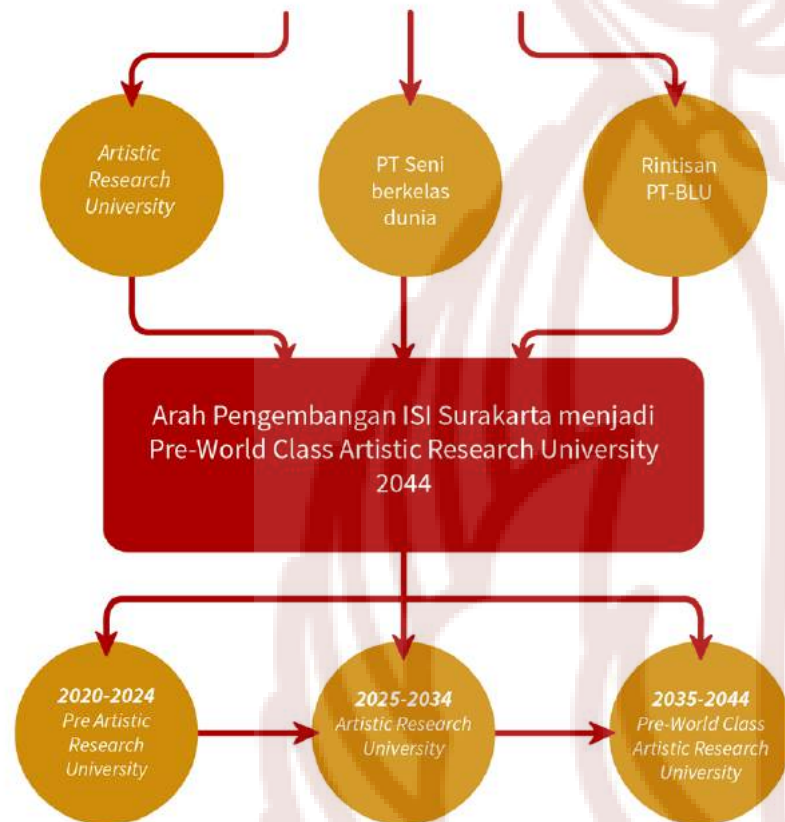 Artistic
Research
University
PT Seni
berkelas
dunia
Rintisan
PT-BLU
Arah Pengembangan ISI Surakarta menjadi
Pre-World Class Artistic Research University
2044
2020-2024
Pre Artistic
Research
University
2025-2034
Artistic Research
University
2035-2044
Pre-World Class
Artistic Research
University